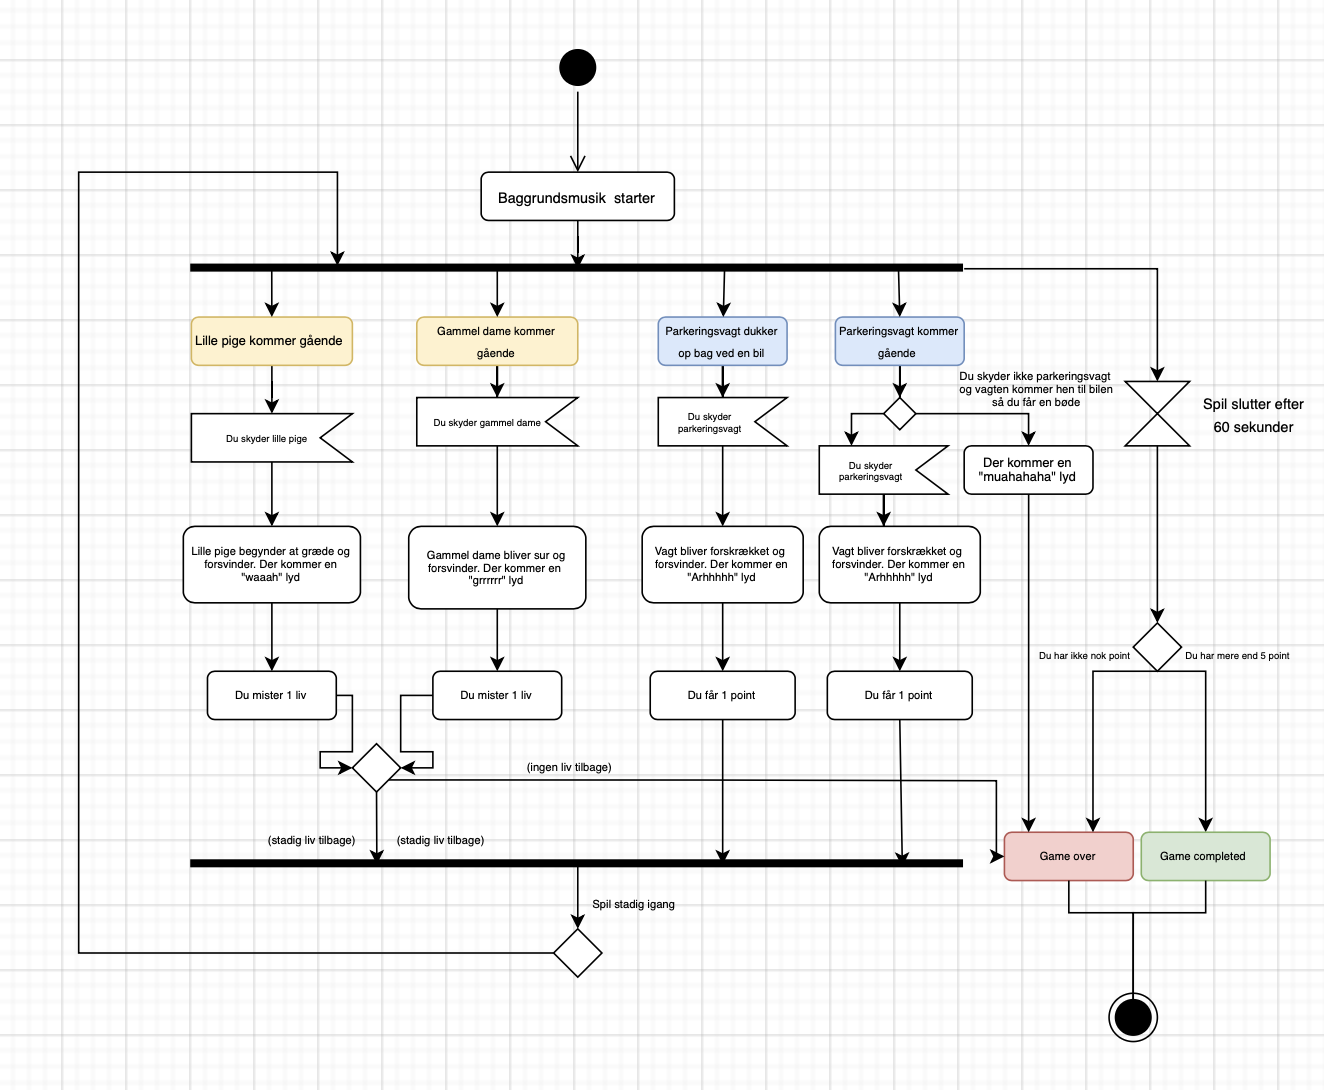 Baggrundsmusik  starter
Lille pige kommer gående
Gammel dame kommer
gående
Parkeringsvagt dukker
op bag ved en bil
Parkeringsvagt kommer
gående
Du skyder ikke parkeringsvagt
og vagten kommer hen til bilen
så du får en bøde
Spil slutter efter
60 sekunder
Du skyder lille pige
Du skyder gammel dame
Du skyder
parkeringsvagt
Du skyder
parkeringsvagt
Der kommer en
"muahahaha" lyd
Lille pige begynder at græde og
forsvinder. Der kommer en
"waaah" lyd
Gammel dame bliver sur og
forsvinder. Der kommer en
"grrrrrr" lyd
Vagt bliver forskrækket og
forsvinder. Der kommer en
"Arhhhhh" lyd
Vagt bliver forskrækket og
forsvinder. Der kommer en
"Arhhhhh" lyd
Du har ikke nok point
Du har mere end 5 point
Du mister 1 liv
Du mister 1 liv
Du får 1 point
Du får 1 point
(ingen liv tilbage)
(stadig liv tilbage)
(stadig liv tilbage)
Game over
Game completed
Spil stadig igang